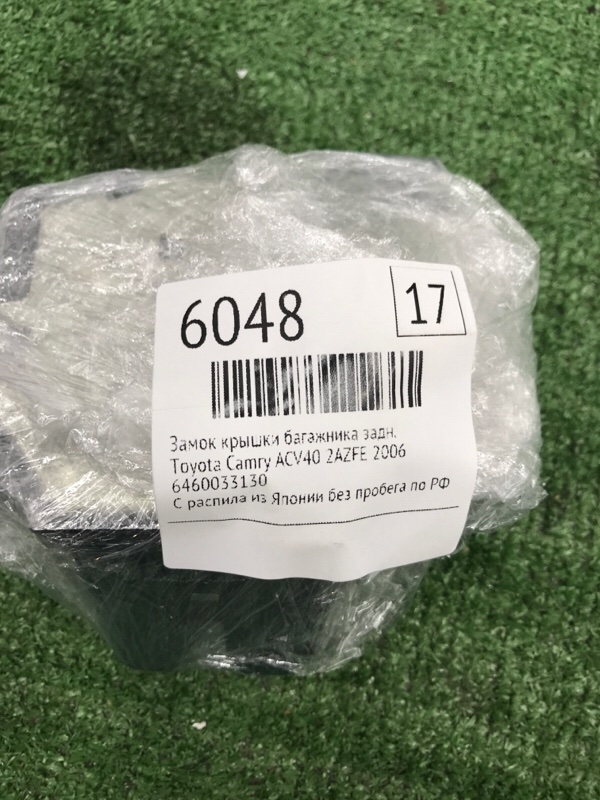 6048
17
Замок крышки багажника задн.
Toyota Camry ACV40 2AZFE 2006
6460033130
С распила из Японии без пробега по РФ